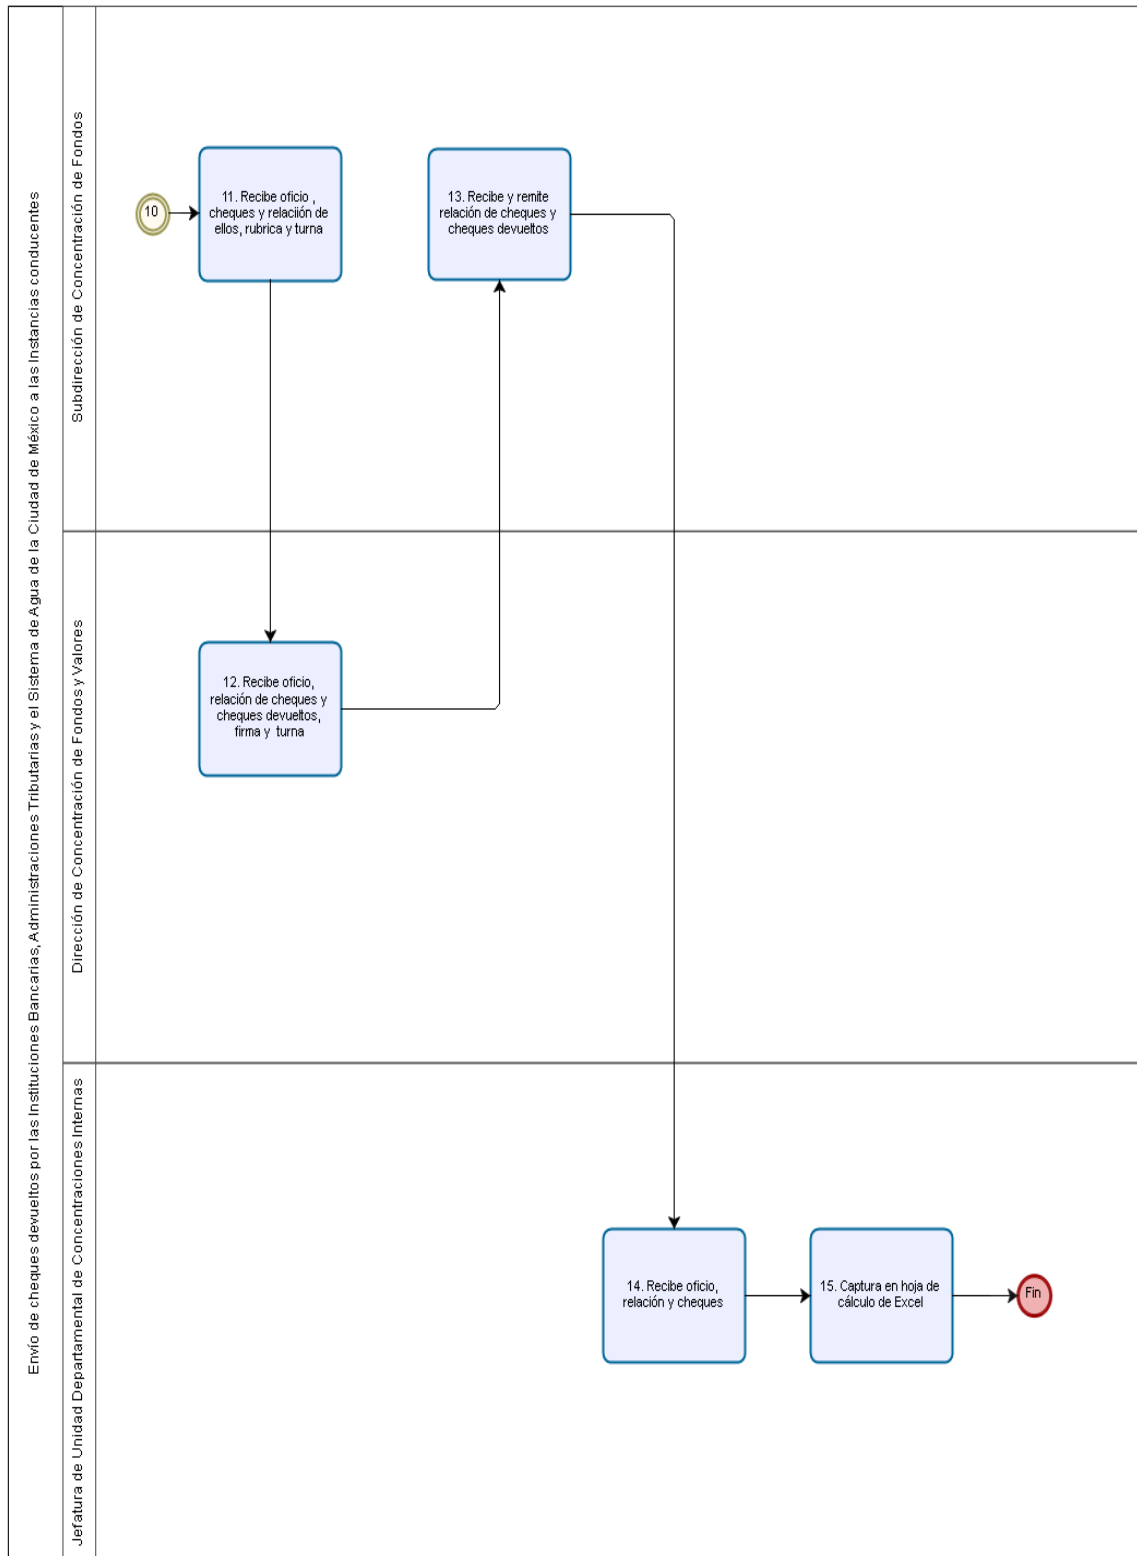 Envío de cheques devueltos por las Instituciones Bancarias, Administraciones Tributarias y el Sistema de Agua de la Ciudad de México a las Instancias conducentes
Subdirección de Concentración de Fondos
10
11. Recibe oficio ,
cheques y relaciión de
ellos, rubrica y turna
13. Recibe y remite
relación de cheques y
cheques devueltos
Dirección de Concentración de Fondos y Valores
12. Recibe oficio,
relación de cheques y
cheques devueltos,
firma y turna
Jefatura de Unidad Departamental de Concentraciones Internas
14. Recibe oficio,
relación y cheques
15. Captura en hoja de
cálculo de Excel
Fin